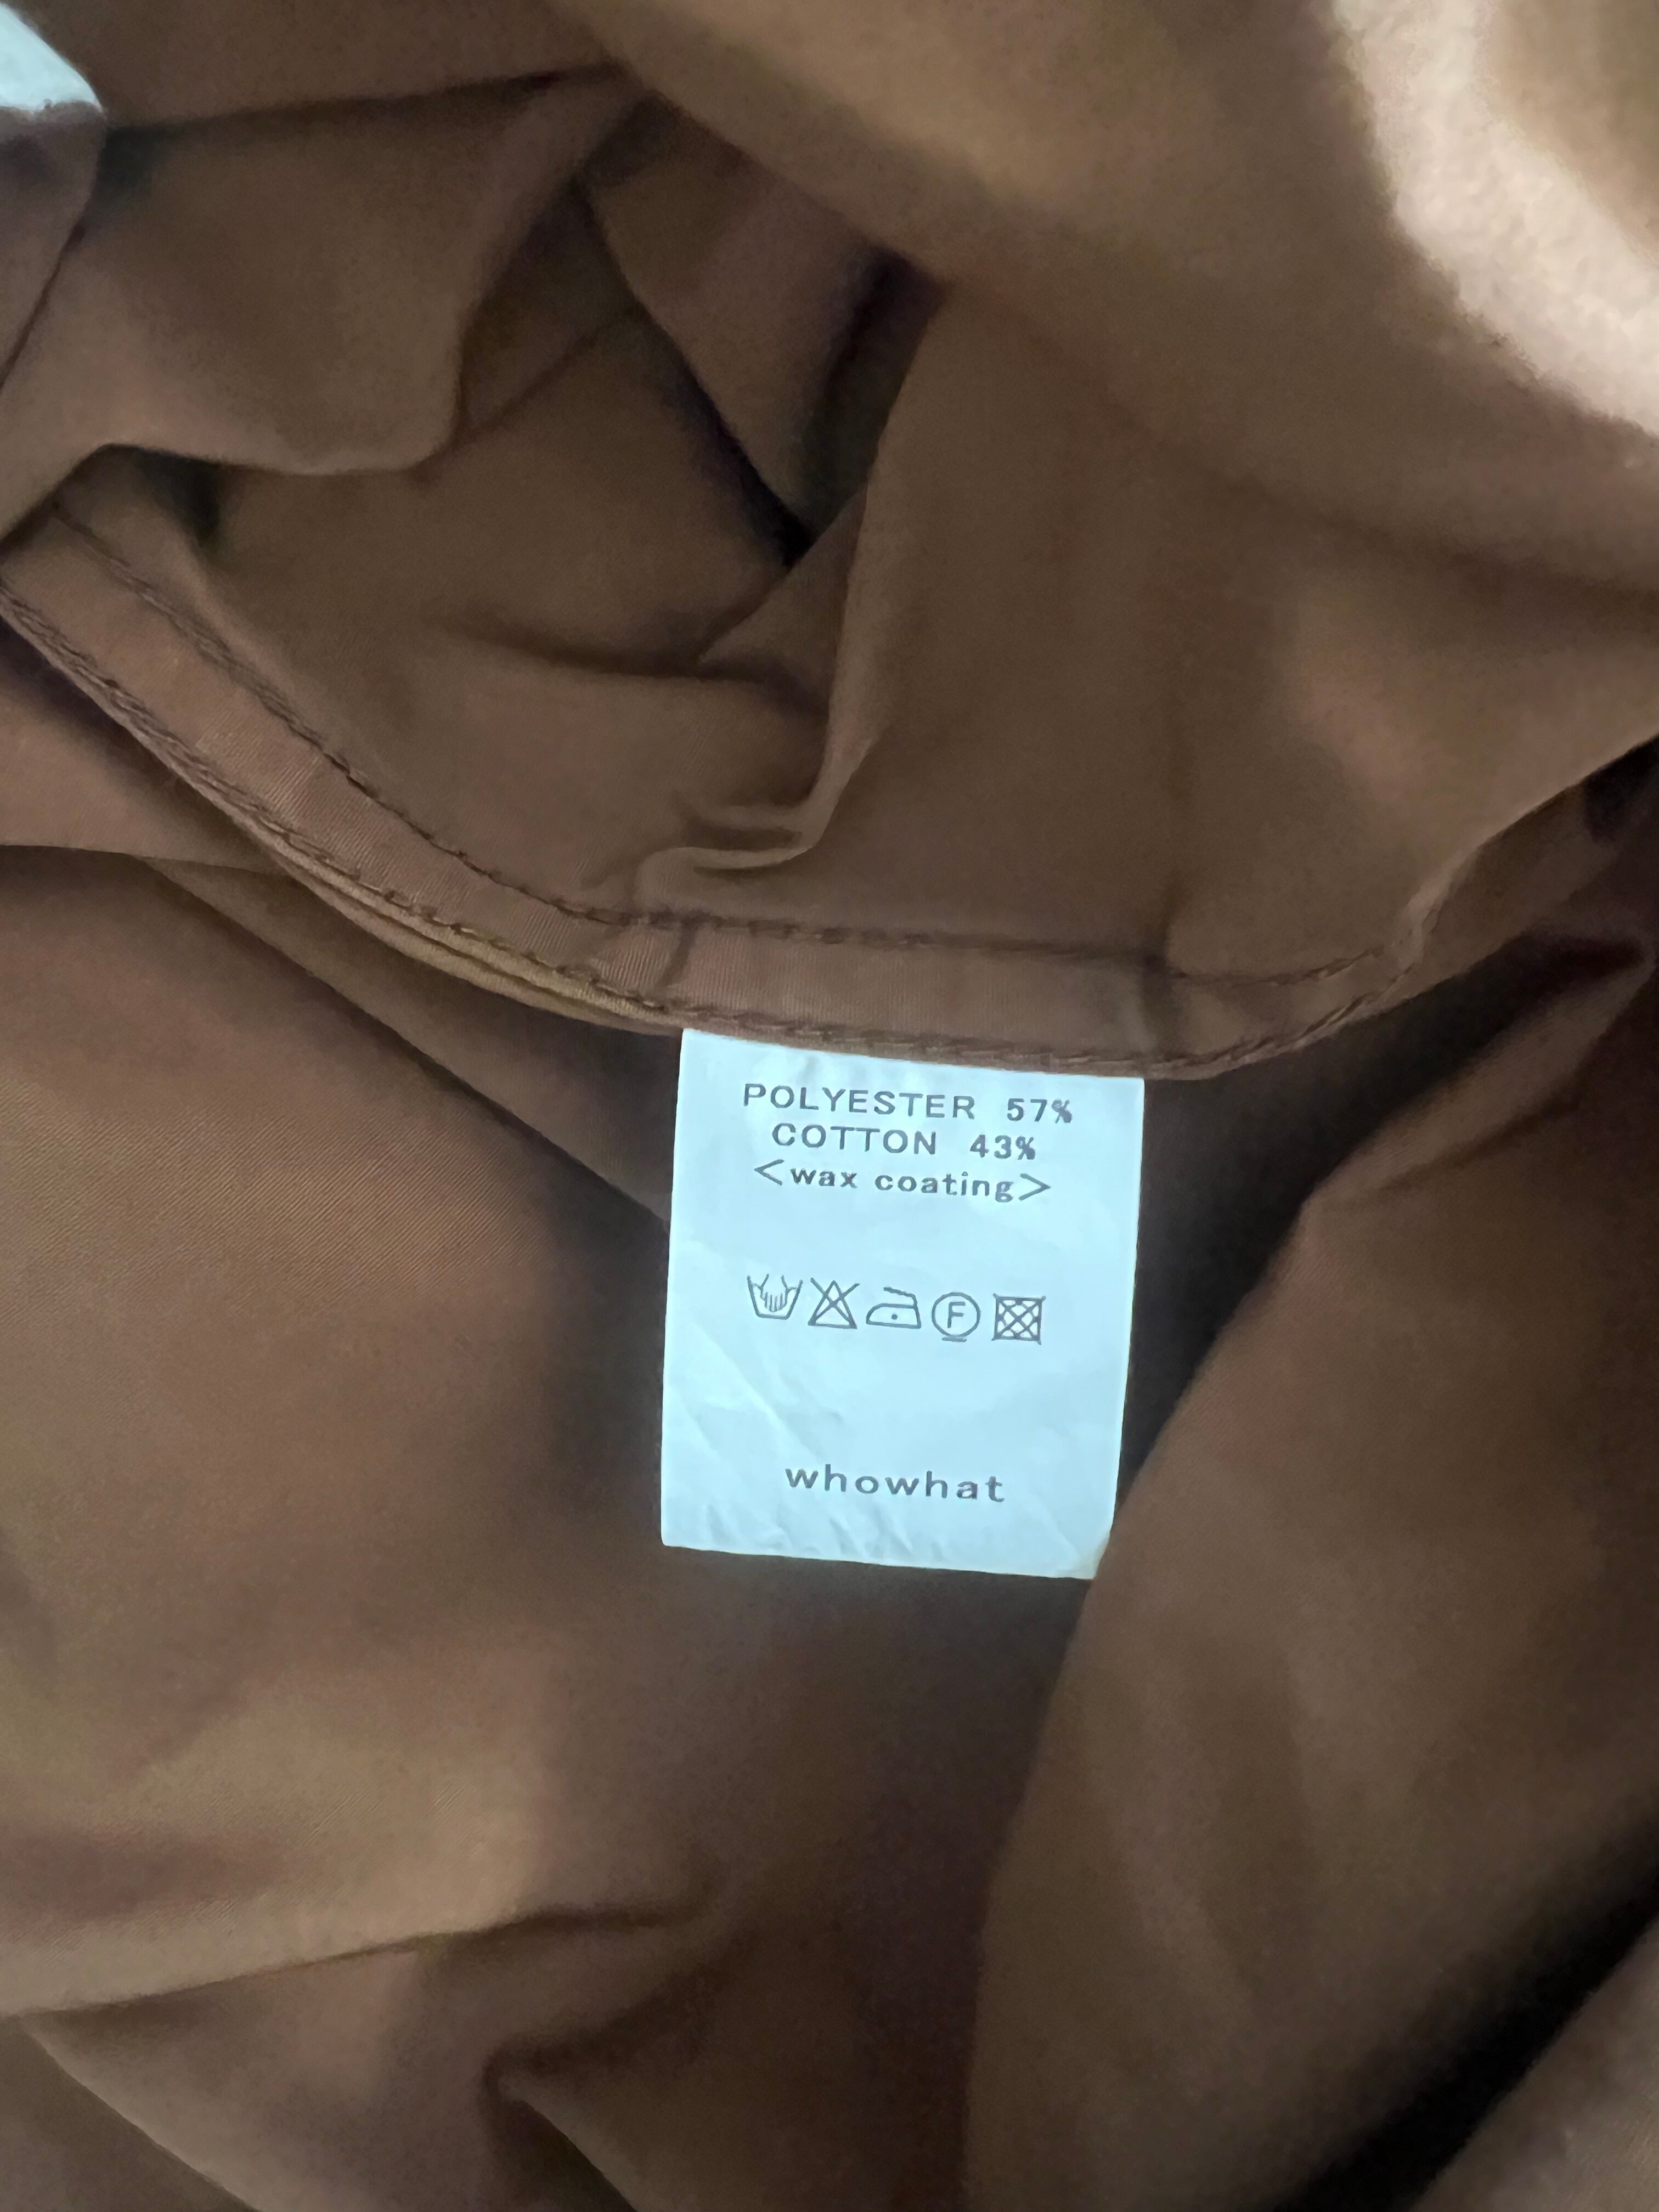 POLYESTER 57%
COTTON 43%
<wax coating>
F
whowhat